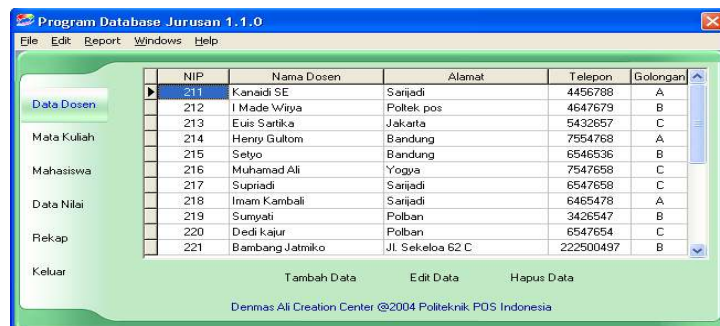 Program Database Jurusan 1.1.0
File Edit Report Windows Help
NIP Nama Dosen Alamat Telepon Golongan
Data Dosen
Mata Kuliah
Mahasiswa
Data Nilai
Rekap
Keluar
211 Kanaidi SE Sarijadi 4456788 A
212 I Made Wirya Poltek pos 4647679 B
213 Euis Sartika Jakarta 5432657 C
214 Henry Gultom Bandung 7554768 A
215 Setyo Bandung 6546536 B
216 Muhamad Ali Yogya 7547658 C
217 Supriadi Sarijadi 6547658 C
218 Imam Kambali Sarijadi 6465478 A
219 Sumyati Polban 3426547 B
220 Dedi kajur Polban 6547654 C
221 Bambang Jatmiko Jl. Sekeloa 62 C 222500497 B
Tambah Data Edit Data Hapus Data
Denmas Ali Creation Center @2004 Politeknik POS Indonesia